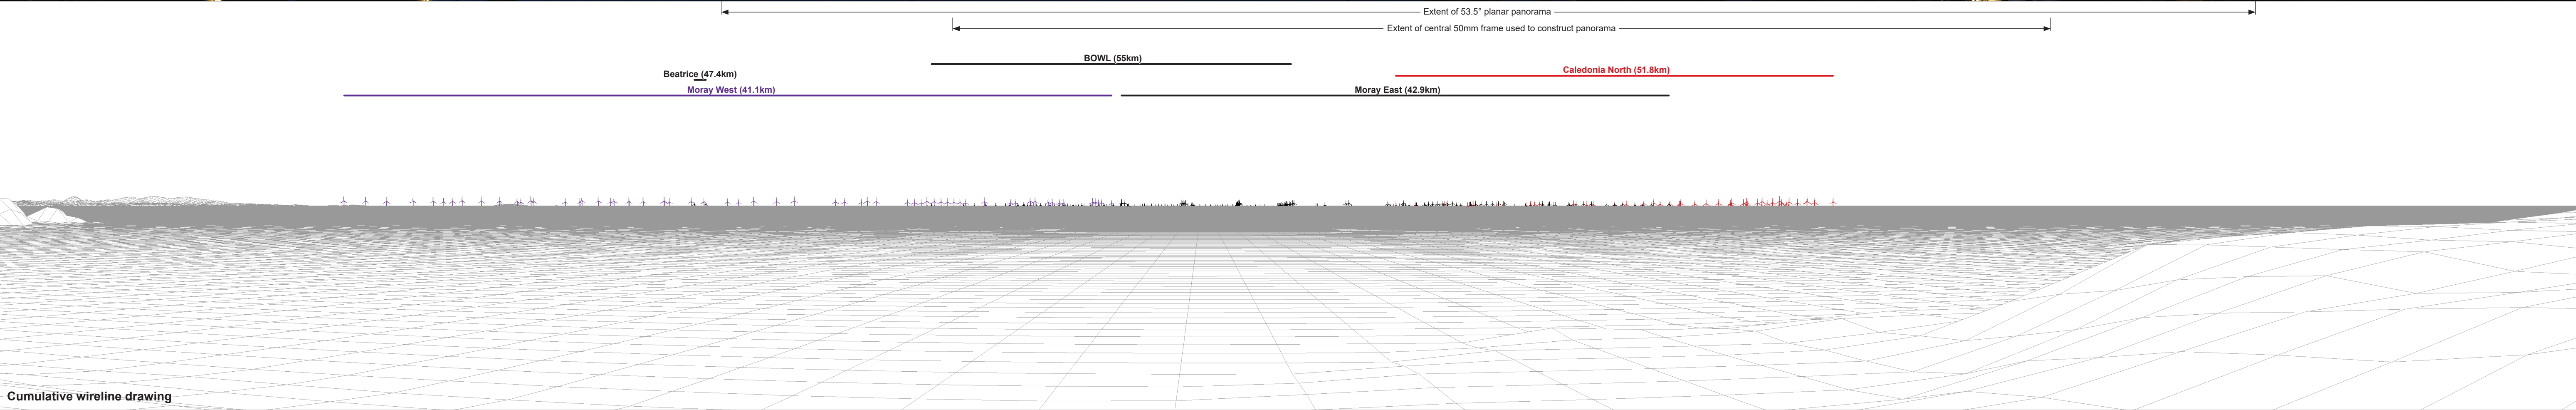 Extent of 53.5° planar panorama
Extent of central 50mm frame used to construct panorama
BOWL (55km)
Caledonia North (51.8km)
Beatrice (47.4km)
Moray West (41.1km)
Moray East (42.9km)
Cumulative wireline drawing